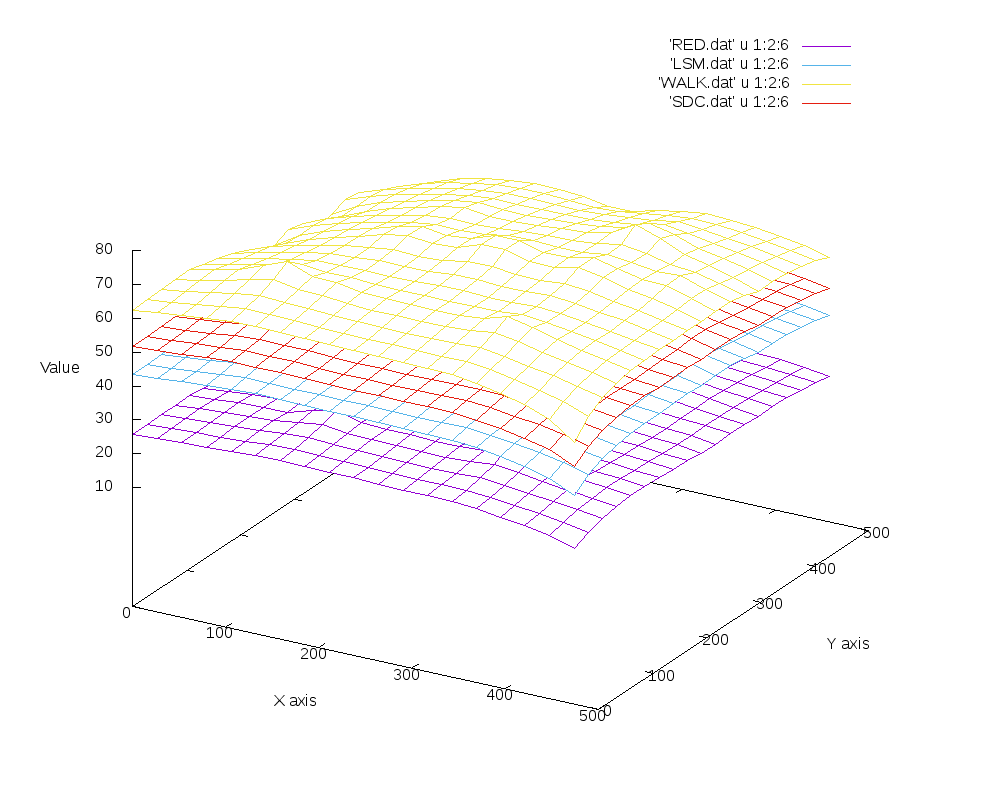 'RED.dat' u 1:2:6
'LSM.dat' u 1:2:6
'WALK.dat' u 1:2:6
'SDC.dat' u 1:2:6
80
70
60
50
40
30
20
10
Value
0
100
200
300
400
500
X axis
0
100
200
300
400
500
Y axis